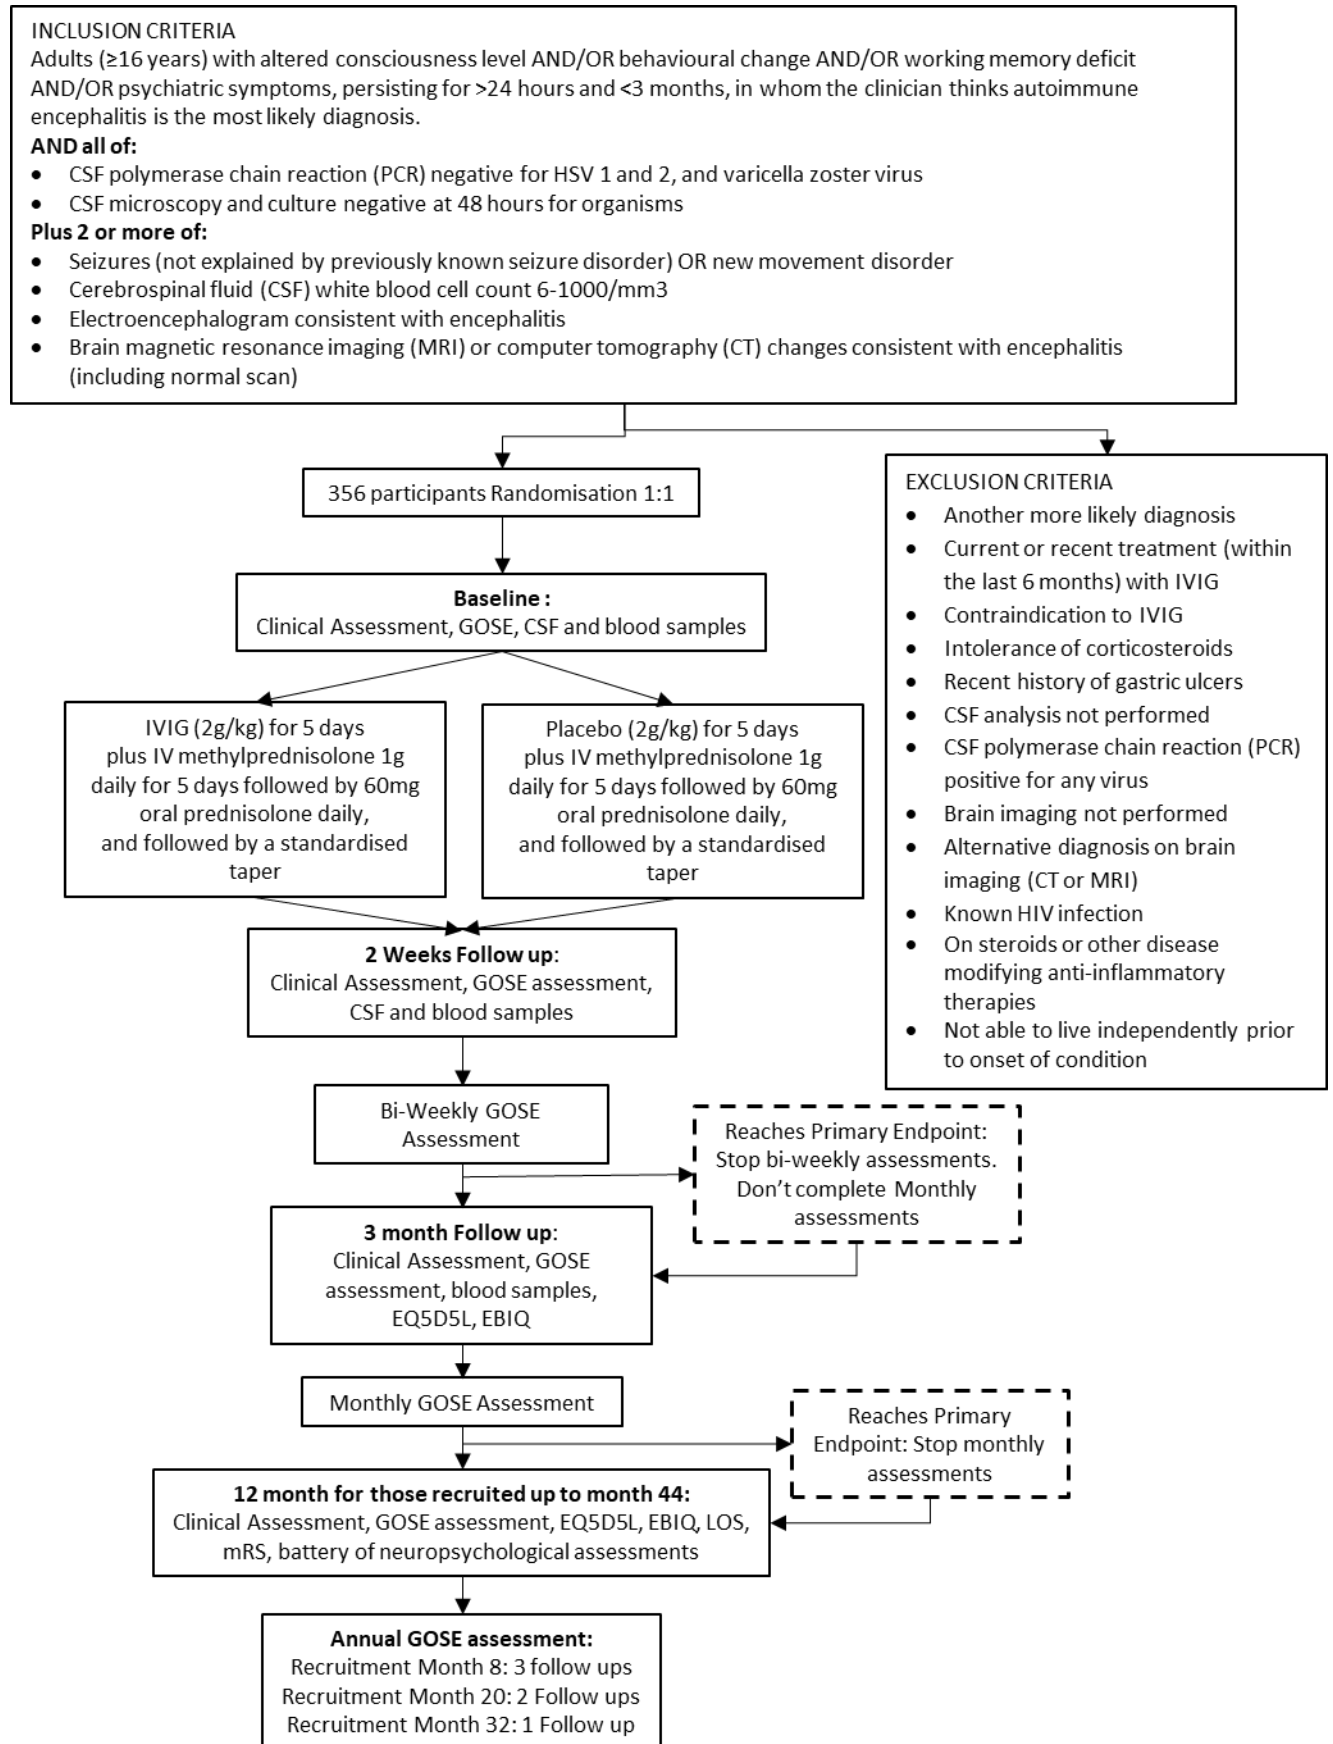 INCLUSION CRITERIA
Adults (≥16 years) with altered consciousness level AND/OR behavioural change AND/OR working memory deficit
AND/OR psychiatric symptoms, persisting for >24 hours and <3 months, in whom the clinician thinks autoimmune
encephalitis is the most likely diagnosis.
AND all of:
• CSF polymerase chain reaction (PCR) negative for HSV 1 and 2, and varicella zoster virus
• CSF microscopy and culture negative at 48 hours for organisms
Plus 2 or more of:
• Seizures (not explained by previously known seizure disorder) OR new movement disorder
• Cerebrospinal fluid (CSF) white blood cell count 6-1000/mm3
• Electroencephalogram consistent with encephalitis
• Brain magnetic resonance imaging (MRI) or computer tomography (CT) changes consistent with encephalitis
(including normal scan)
356 participants Randomisation 1:1
EXCLUSION CRITERIA
• Another more likely diagnosis
• Current or recent treatment (within
the last 6 months) with IVIG
• Contraindication to IVIG
• Intolerance of corticosteroids
• Recent history of gastric ulcers
• CSF analysis not performed
• CSF polymerase chain reaction (PCR)
positive for any virus
• Brain imaging not performed
• Alternative diagnosis on brain
imaging (CT or MRI)
• Known HIV infection
• On steroids or other disease
modifying anti-inflammatory
therapies
• Not able to live independently prior
to onset of condition
Baseline :
Clinical Assessment, GOSE, CSF and blood samples
IVIG (2g/kg) for 5 days
plus IV methylprednisolone 1g
daily for 5 days followed by 60mg
oral prednisolone daily,
and followed by a standardised
taper
Placebo (2g/kg) for 5 days
plus IV methylprednisolone 1g
daily for 5 days followed by 60mg
oral prednisolone daily,
and followed by a standardised
taper
2 Weeks Follow up:
Clinical Assessment, GOSE assessment,
CSF and blood samples
Bi-Weekly GOSE
Assessment
Reaches Primary Endpoint:
Stop bi-weekly assessments.
Don't complete Monthly
assessments
3 month Follow up:
Clinical Assessment, GOSE
assessment, blood samples,
EQ5D5L, EBIQ
Monthly GOSE Assessment
Reaches Primary
Endpoint: Stop monthly
assessments
12 month for those recruited up to month 44:
Clinical Assessment, GOSE assessment, EQ5D5L, EBIQ, LOS,
mRS, battery of neuropsychological assessments
Annual GOSE assessment:
Recruitment Month 8: 3 follow ups
Recruitment Month 20: 2 Follow ups
Recruitment Month 32: 1 Follow up